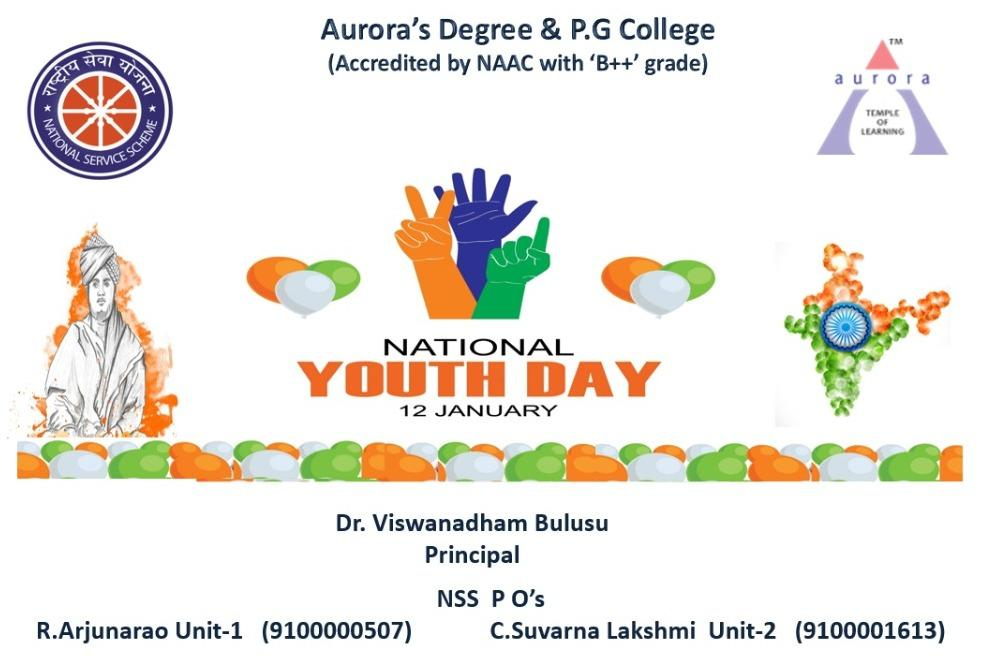 Aurora's Degree & P.G College
(Accredited by NAAC with 'B++' grade)
राष्ट्रीय सेवा योजना
NATIONAL SERVICE SCHEME
TM
aurora
TEMPLE
OF
LEARNING
NATIONAL
YOUTH DAY
12 JANUARY
Dr. Viswanadham Bulusu
Principal
NSS P O's
R.Arjunarao Unit-1 (9100000507) C.Suvarna Lakshmi Unit-2 (9100001613)